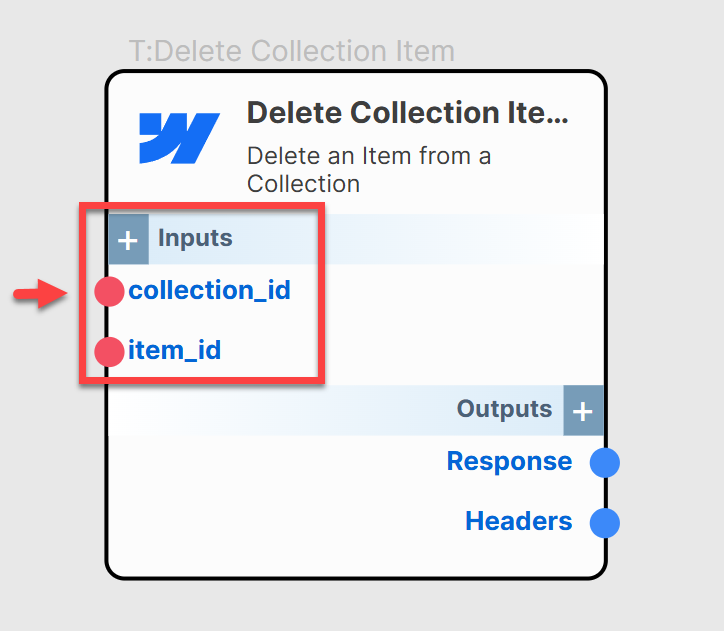 T:Delete Collection Item
Delete Collection Ite...
Delete an Item from a
Collection
+ Inputs
collection_id
item_id
Outputs +
Response
Headers